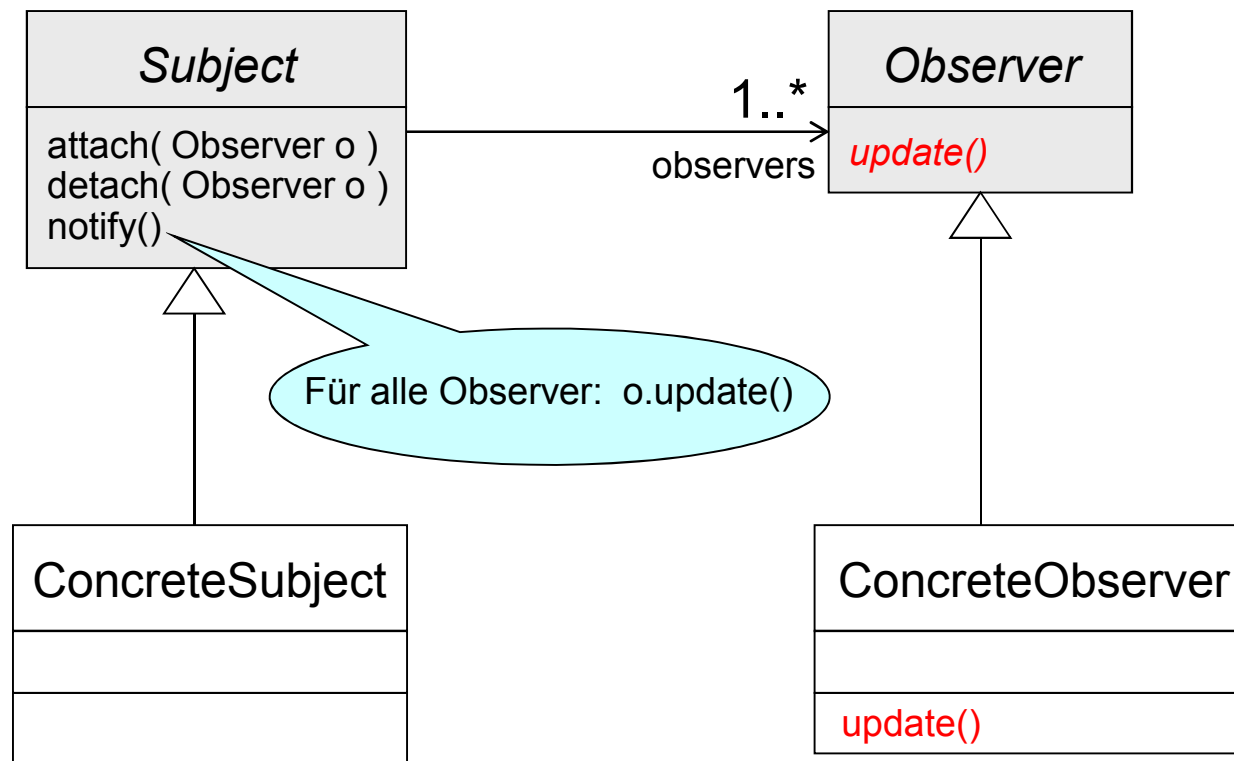 Subject
attach( Observer o )
detach( Observer o )
notify()
1..*
observers
Observer
update()
Für alle Observer: o.update()
ConcreteSubject
ConcreteObserver
update()